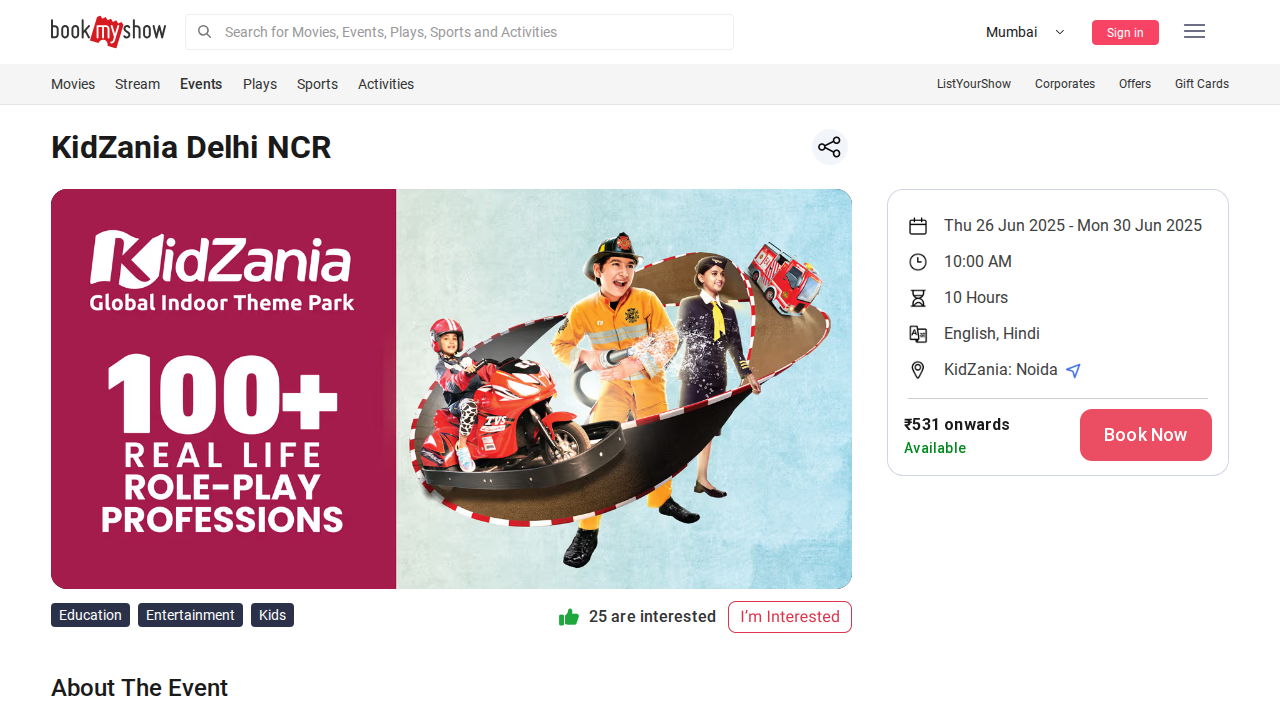 bookmyshow
Search for Movies, Events, Plays, Sports and Activities
Mumbai
Sign in
Movies
Stream
Events
Plays
Sports
Activities
ListYourShow
Corporates
Offers
Gift Cards
KidZania Delhi NCR
KidZania
Global Indoor Theme Park
100+
REAL LIFE
ROLE-PLAY
PROFESSIONS
TVS
Thu 26 Jun 2025 - Mon 30 Jun 2025
10:00 AM
10 Hours
English, Hindi
KidZania: Noida
₹531 onwards
Available
Book Now
Education
Entertainment
Kids
25 are interested
I'm Interested
About The Event